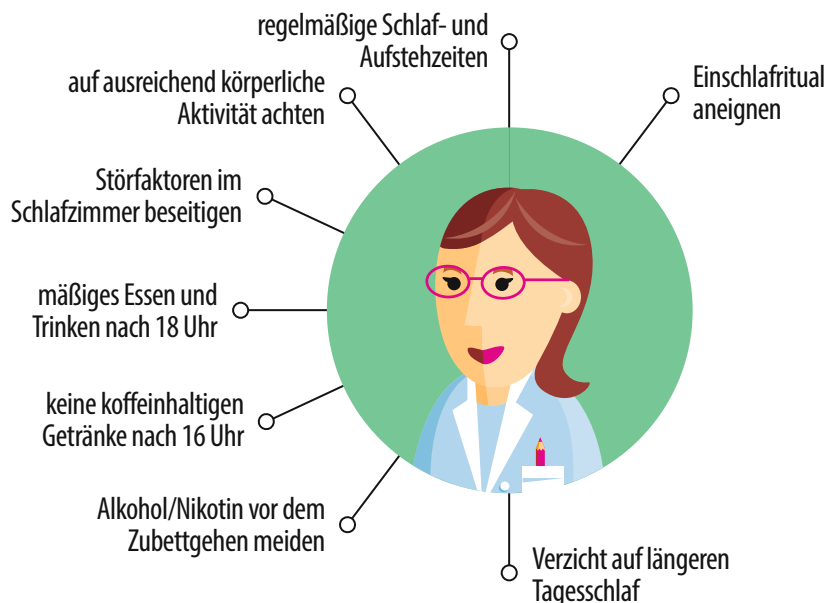 regelmäßige Schlaf- und
Aufstehzeiten
Einschlafritual
aneignen
auf ausreichend körperliche
Aktivität achten
Störfaktoren im
Schlafzimmer beseitigen
mäßiges Essen und
Trinken nach 18 Uhr
keine koffeinhaltigen
Getränke nach 16 Uhr
Alkohol/Nikotin vor dem
Zubettgehen meiden
Verzicht auf längeren
Tagesschlaf